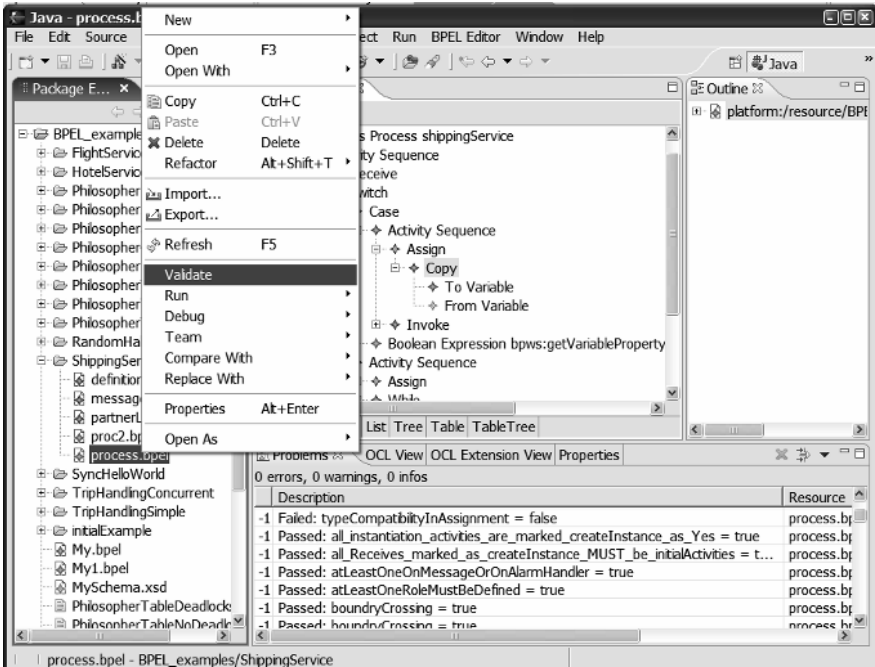 Java - process.b
File Edit Source ect Run BPEL Editor Window Help
Java
»
Package E...
BPEL_example
FlightServic
HotelServic
Philosopher
Philosopher
Philosopher
Philosopher
Philosopher
Philosopher
Philosopher
Philosopher
RandomHa
ShippingSer
definition
message
partnerL
proc2.bp
process.bpel
SyncHelloWorld
TripHandingConcurrent
TripHandingSimple
initialExample
My.bpel
My1.bpel
MySchema.xsd
PhilosopherTableDeadlock
PhilosopherTableNoDeadlo
New
Open F3
Open With
Copy Ctrl+C
Paste Ctrl+V
Delete Delete
Refactor Alt+Shift+T
Import...
Export...
Refresh F5
Validate
Run
Debug
Team
Compare With
Replace With
Properties Alt+Enter
Open As
s Process shippingService
ity Sequence
eceive
witch
Case
Activity Sequence
Assign
Copy
To Variable
From Variable
Invoke
Boolean Expression bpws:getVariableProperty
Activity Sequence
Assign
While
List Tree Table TableTree
Outline
platform:/resource/BPE
Problems OCL View OCL Extension View Properties
0 errors, 0 warnings, 0 infos
Description Resource
-1 Failed: typeCompatibilityInAssignment = false process.bp
-1 Passed: all_instantiation_activities_are_marked_createInstance_as_Yes = true process.bp
-1 Passed: all_Receives_marked_as_createInstance_MUST_be_initialActivities = t... process.bp
-1 Passed: atLeastOneOnMessageOrOnAlarmHandler = true process.bp
-1 Passed: atLeastOneRoleMustBeDefined = true process.bp
-1 Passed: boundryCrossing = true process.bp
-1 Passed: boundryCrossing = true process.bp
process.bpel - BPEL_examples/ShippingService